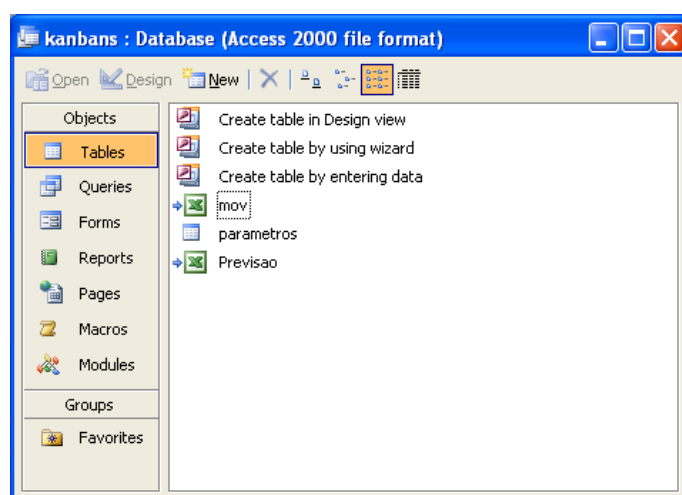 kanbans : Database (Access 2000 file format)
Open Design New
Objects
Tables
Queries
Forms
Reports
Pages
Macros
Modules
Groups
Favorites
Create table in Design view
Create table by using wizard
Create table by entering data
mov
parametros
Previsao